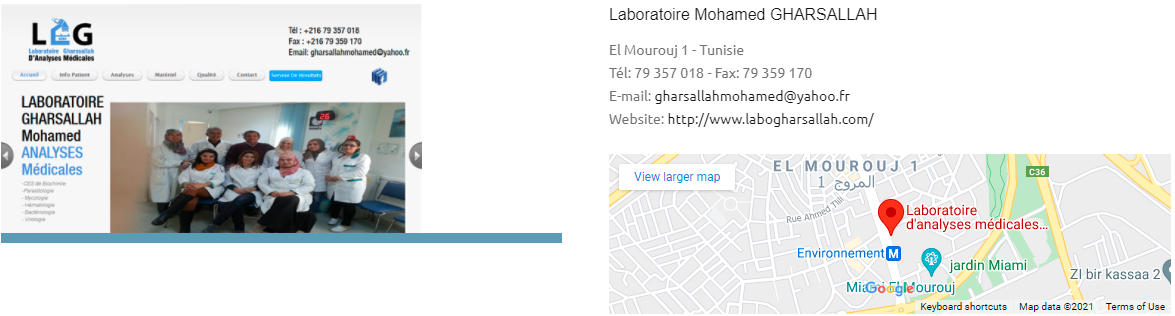 LG
Laboratoire Gharsallah
D'Analyses Médicales
Tél : +216 79 357 018
Fax : +216 79 359 170
Email: gharsallahmohamed@yahoo.fr
Accueil
Info Patient
Analyses
Matériel
Qualité
Contact
Serveur De Résultats
LABORATOIRE
GHARSALLAH
Mohamed
ANALYSES
Médicales
-CES de Biochimie
-Parasitologie
- Mycologie
- Hématologie
- Bactériologie
- Virologie
26
Laboratoire Mohamed GHARSALLAH
El Mourouj 1 - Tunisie
Tél: 79 357 018 - Fax: 79 359 170
E-mail: gharsallahmohamed@yahoo.fr
Website: http://www.labogharsallah.com/
View larger map
EL MOUROUJ 1
المروج 1
C36
Rue Ahmed Tlili
Laboratoire
d'analyses médicales...
Environnement M
jardin Miami
Zl bir kassaa 2
Miami El Mourouj
Google
Keyboard shortcuts
Map data ©2021
Terms of Use